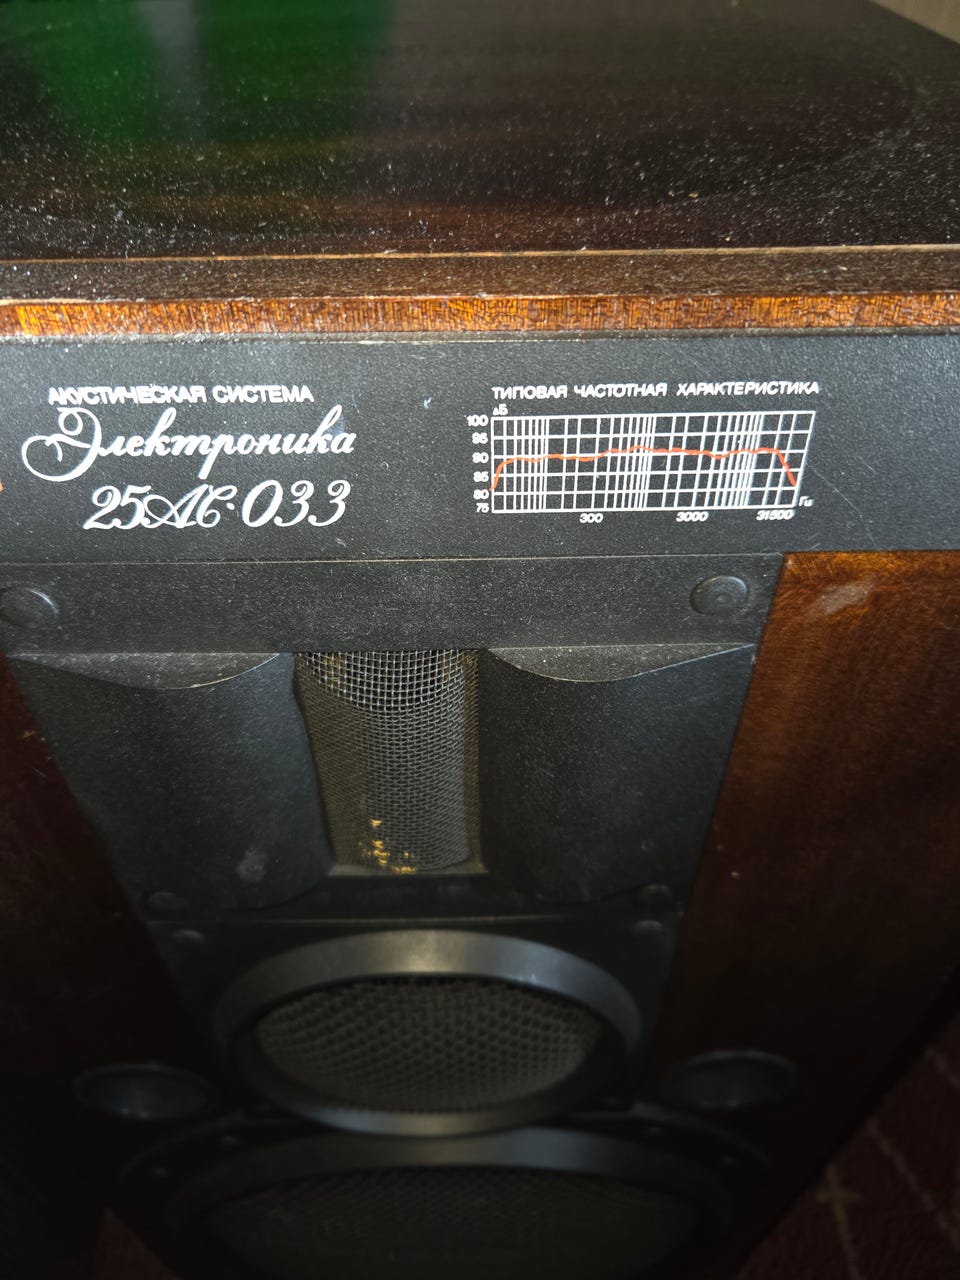 АКУСТИЧЕСКАЯ СИСТЕМА
Электроника
25АС·033
ТИПОВАЯ ЧАСТОТНАЯ ХАРАКТЕРИСТИКА
дБ
100
95
90
85
80
75
300 3000 31500 Гц